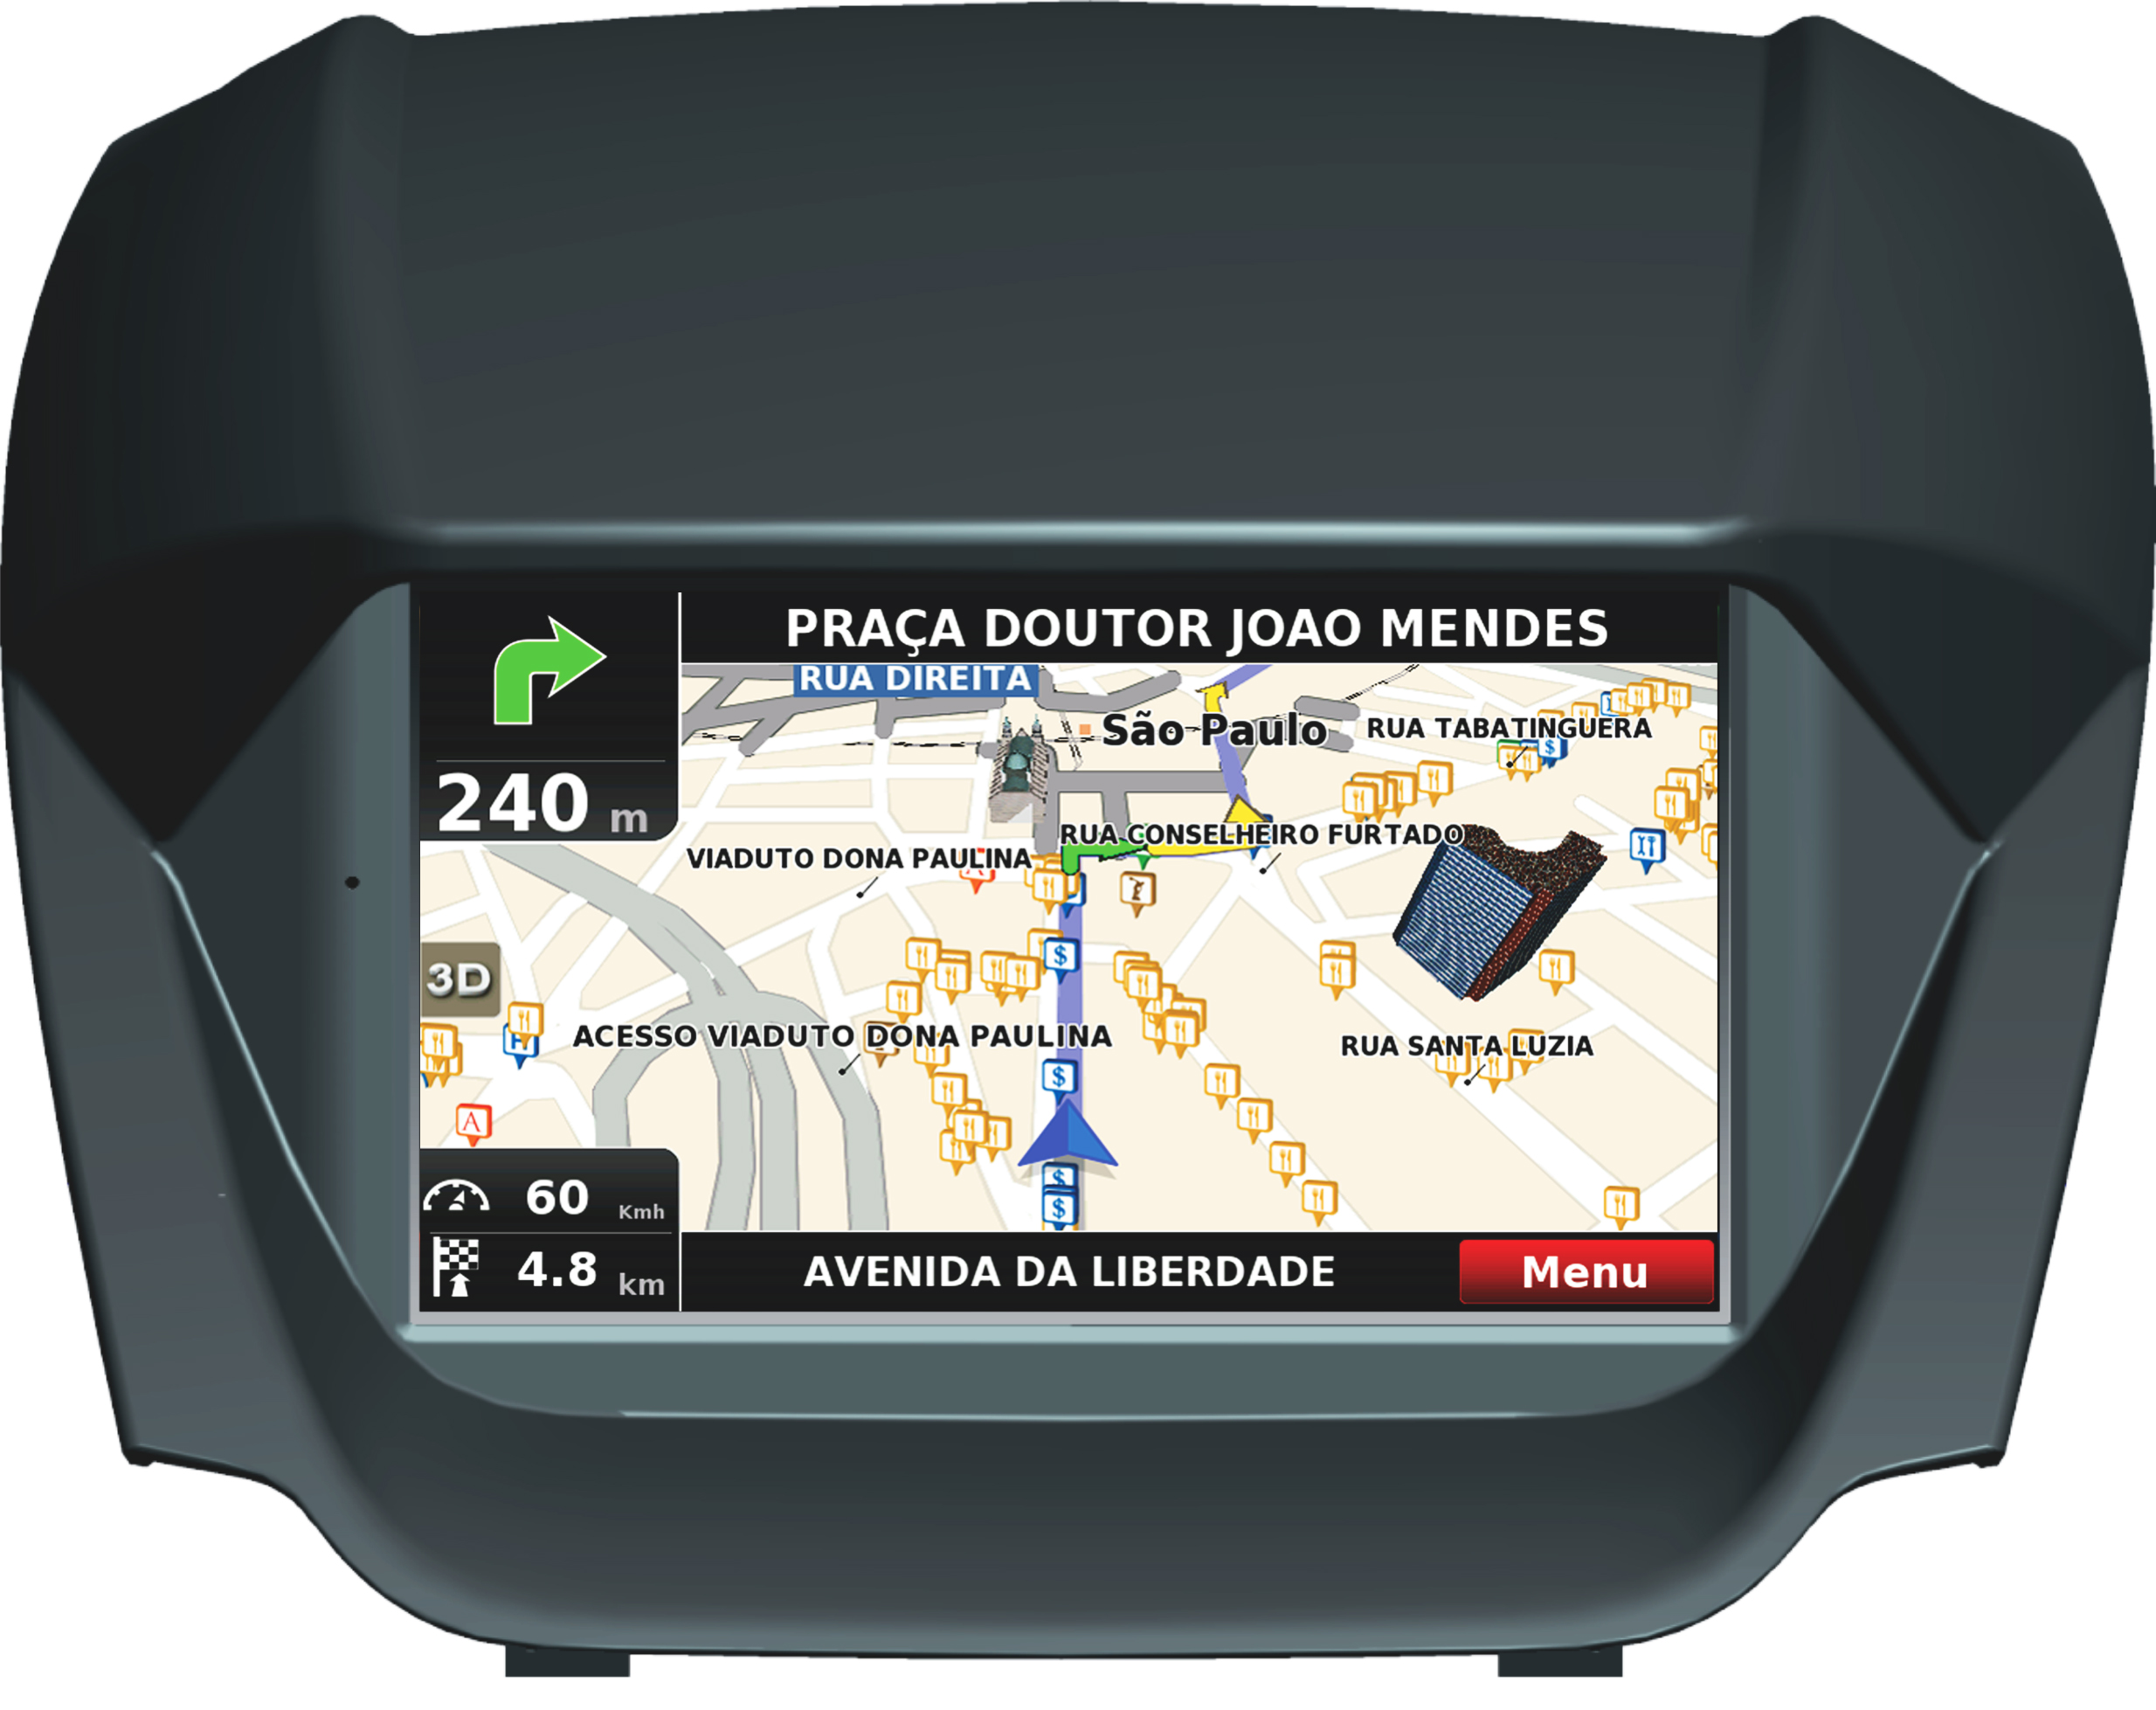 PRAÇA DOUTOR JOAO MENDES
240 m
RUA DIREITA
São Paulo
RUA TABATINGUERA
RUA CONSELHEIRO FURTADO
VIADUTO DONA PAULINA
3D
ACESSO VIADUTO DONA PAULINA
RUA SANTA LUZIA
A
$
$
$
$
$
60 Kmh
4.8 km
AVENIDA DA LIBERDADE
Menu